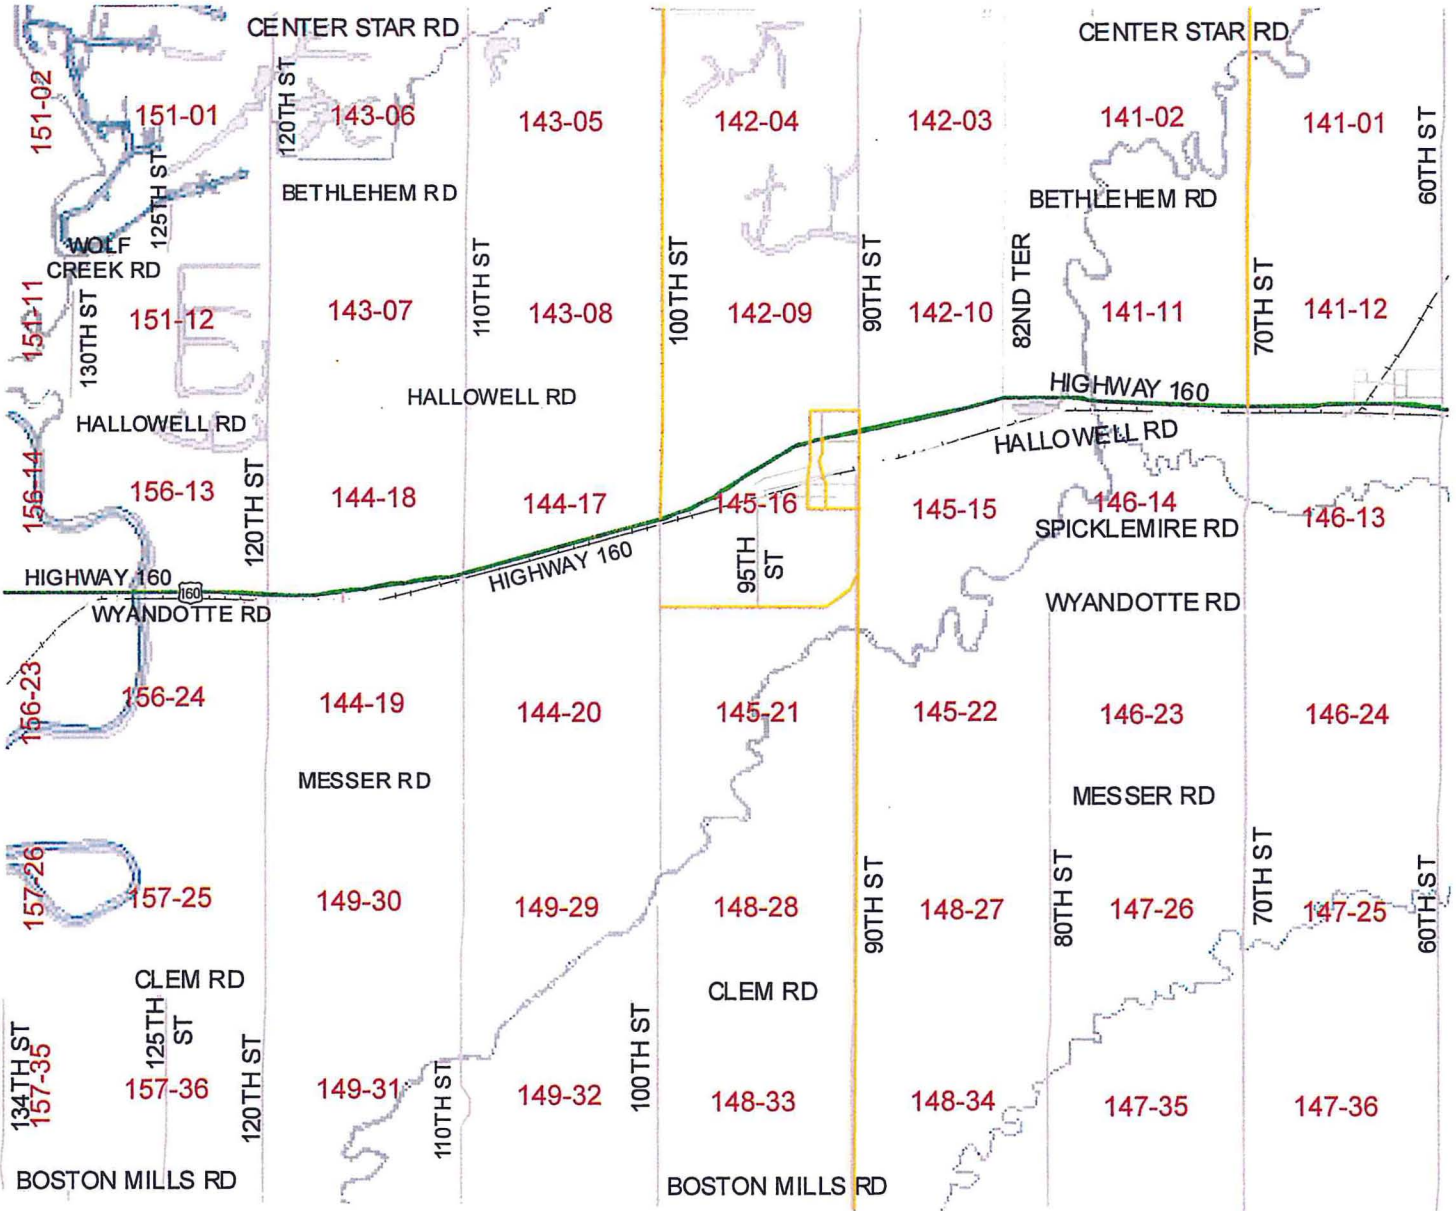 CENTER STAR RD
CENTER STAR RD
151-02
151-01
120TH ST
143-06
143-05
142-04
142-03
141-02
141-01
60TH ST
125TH ST
BETHLEHEM RD
BETHLEHEM RD
WOLF
CREEK RD
151-11
130TH ST
151-12
143-07
110TH ST
143-08
100TH ST
142-09
90TH ST
142-10
82ND TER
141-11
70TH ST
141-12
HALLOWELL RD
HALLOWELL RD
HIGHWAY 160
HALLOWELL RD
156-14
156-13
120TH ST
144-18
144-17
145-16
145-15
146-14
146-13
SPICKLEMIRE RD
HIGHWAY 160
160
HIGHWAY 160
95TH
ST
WYANDOTTE RD
WYANDOTTE RD
156-23
156-24
144-19
144-20
145-21
145-22
146-23
146-24
MESSER RD
MESSER RD
157-26
157-25
149-30
149-29
148-28
90TH ST
148-27
80TH ST
147-26
70TH ST
147-25
60TH ST
CLEM RD
CLEM RD
134TH ST
157-35
125TH
ST
157-36
120TH ST
149-31
110TH ST
149-32
100TH ST
148-33
148-34
147-35
147-36
BOSTON MILLS RD
BOSTON MILLS RD